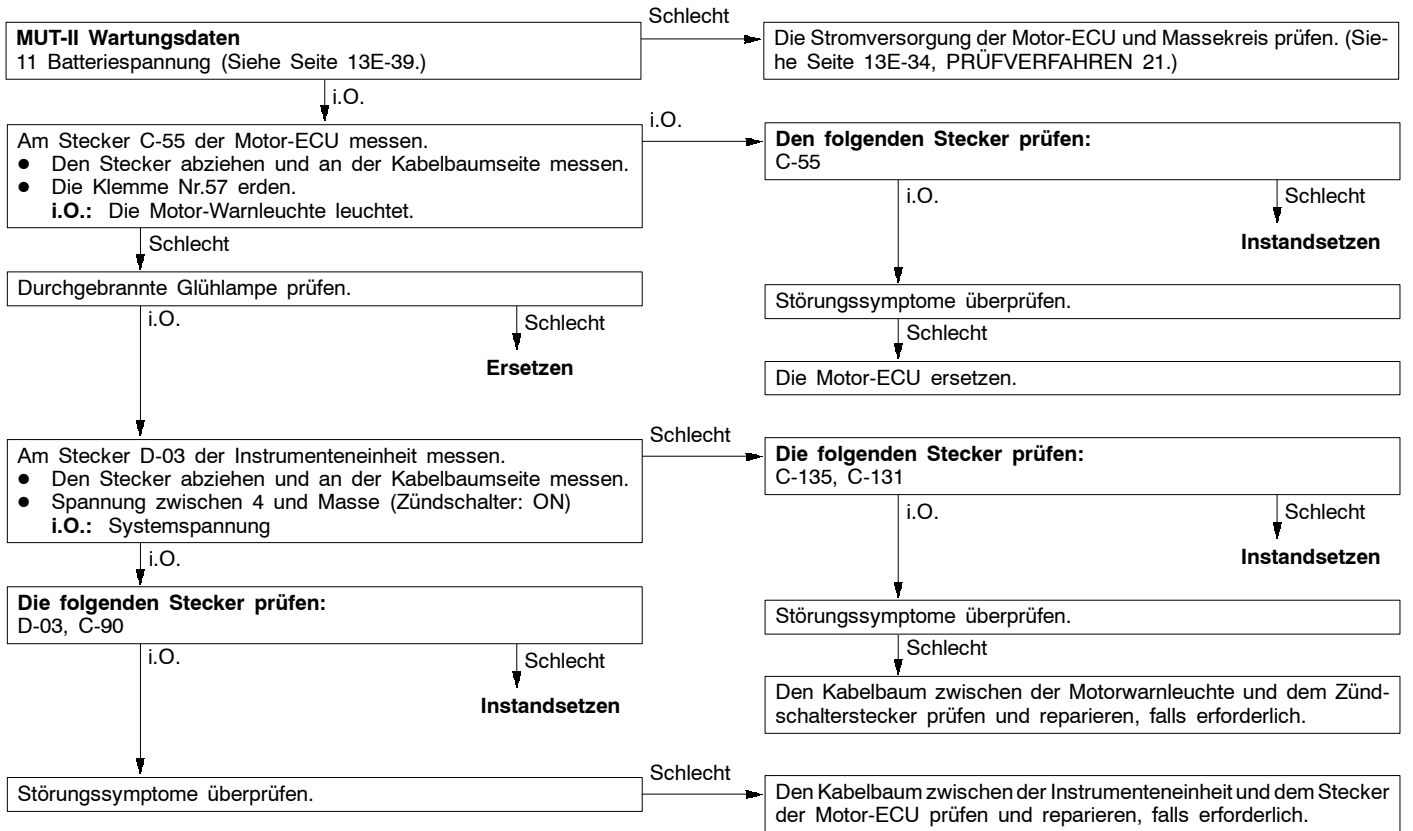 Schlecht
MUT-II Wartungsdaten
11 Batteriespannung (Siehe Seite 13E-39.)
Die Stromversorgung der Motor-ECU und Massekreis prüfen. (Sie-
he Seite 13E-34, PRÜFVERFAHREN 21.)
i.O.
Am Stecker C-55 der Motor-ECU messen.
● Den Stecker abziehen und an der Kabelbaumseite messen.
● Die Klemme Nr.57 erden.
i.O.: Die Motor-Warnleuchte leuchtet.
i.O.
Den folgenden Stecker prüfen:
C-55
i.O.
Schlecht
Instandsetzen
Schlecht
Durchgebrannte Glühlampe prüfen.
Störungssymptome überprüfen.
i.O.
Schlecht
Ersetzen
Schlecht
Die Motor-ECU ersetzen.
Am Stecker D-03 der Instrumenteneinheit messen.
● Den Stecker abziehen und an der Kabelbaumseite messen.
● Spannung zwischen 4 und Masse (Zündschalter: ON)
i.O.: Systemspannung
Schlecht
Die folgenden Stecker prüfen:
C-135, C-131
i.O.
Schlecht
Instandsetzen
i.O.
Die folgenden Stecker prüfen:
D-03, C-90
Störungssymptome überprüfen.
i.O.
Schlecht
Instandsetzen
Schlecht
Den Kabelbaum zwischen der Motorwarnleuchte und dem Zünd-
schalterstecker prüfen und reparieren, falls erforderlich.
Störungssymptome überprüfen.
Schlecht
Den Kabelbaum zwischen der Instrumenteneinheit und dem Stecker
der Motor-ECU prüfen und reparieren, falls erforderlich.